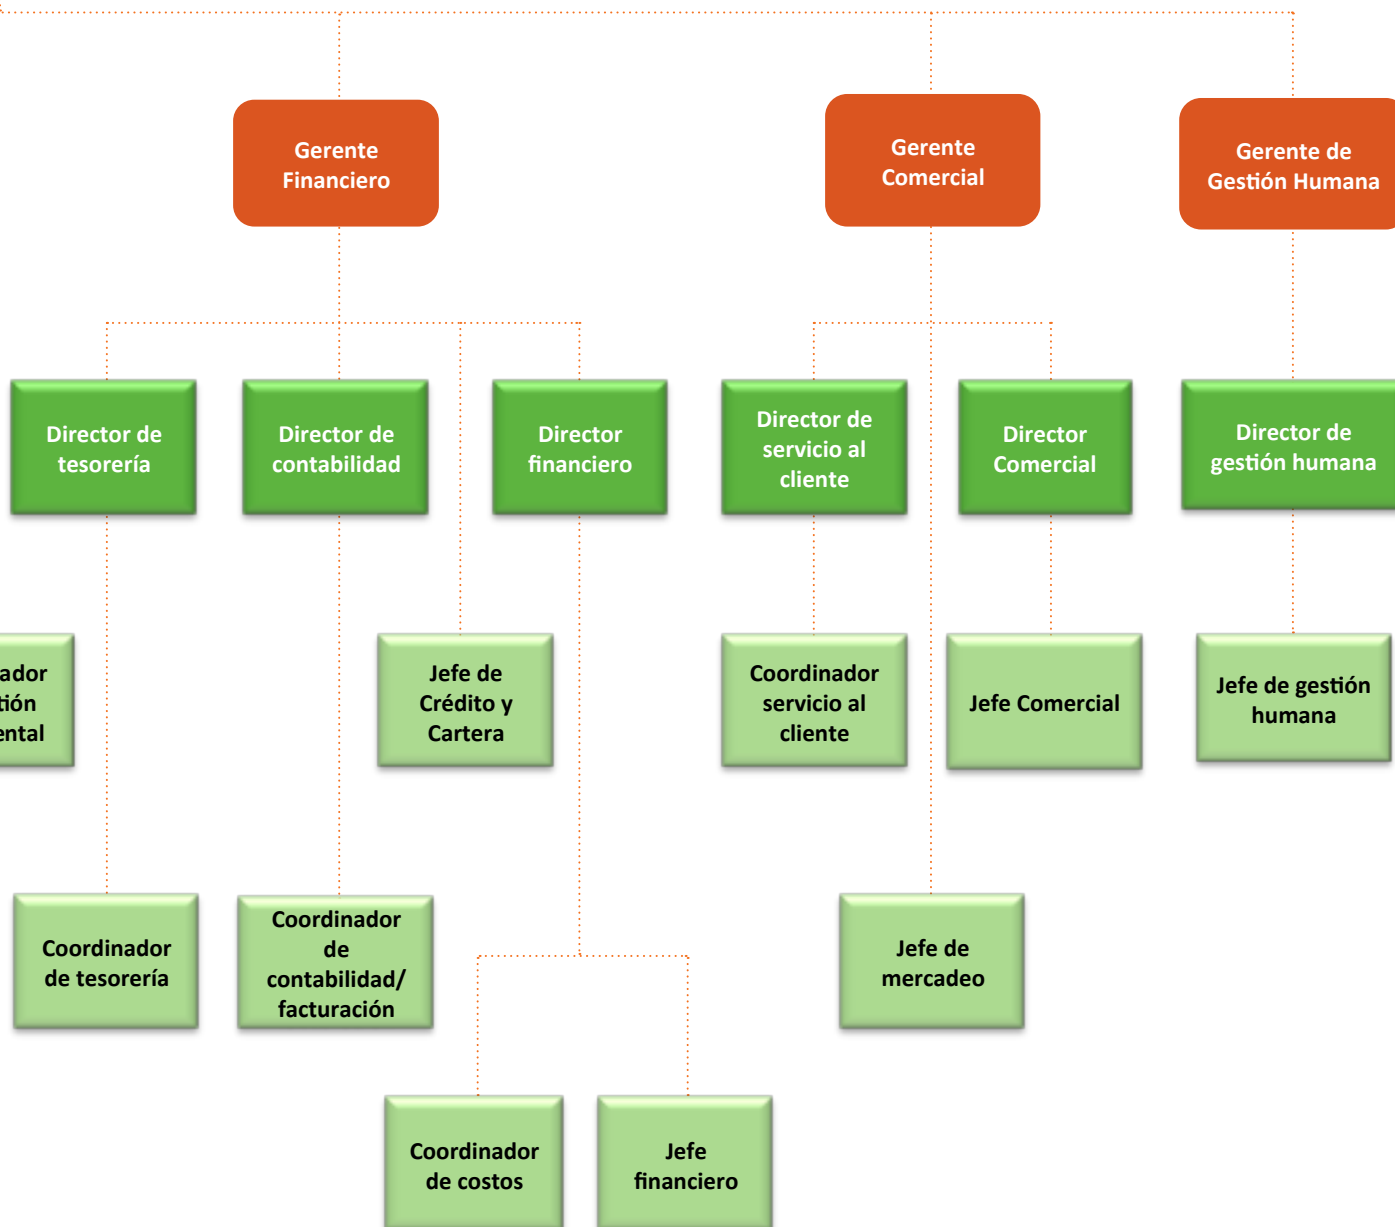 Gerente
Financiero
Gerente
Comercial
Gerente de
Gestión Humana
Director de
tesorería
Director de
contabilidad
Director
financiero
Director de
servicio al
cliente
Director
Comercial
Director de
gestión humana
Jefe de
Crédito y
Cartera
Coordinador
servicio al
cliente
Jefe Comercial
Jefe de gestión
humana
Coordinador
de tesorería
Coordinador
de
contabilidad/
facturación
Jefe de
mercadeo
Coordinador
de costos
Jefe
financiero